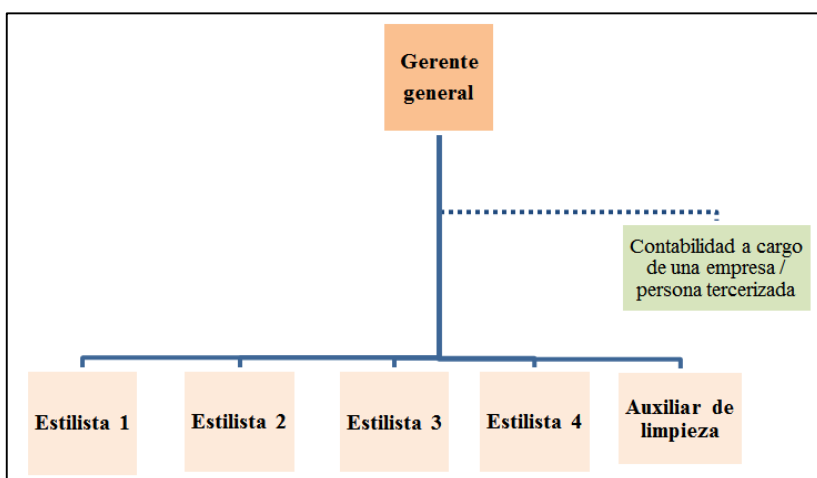 Gerente
general
Contabilidad a cargo
de una empresa /
persona tercerizada
Estilista 1
Estilista 2
Estilista 3
Estilista 4
Auxiliar de
limpieza